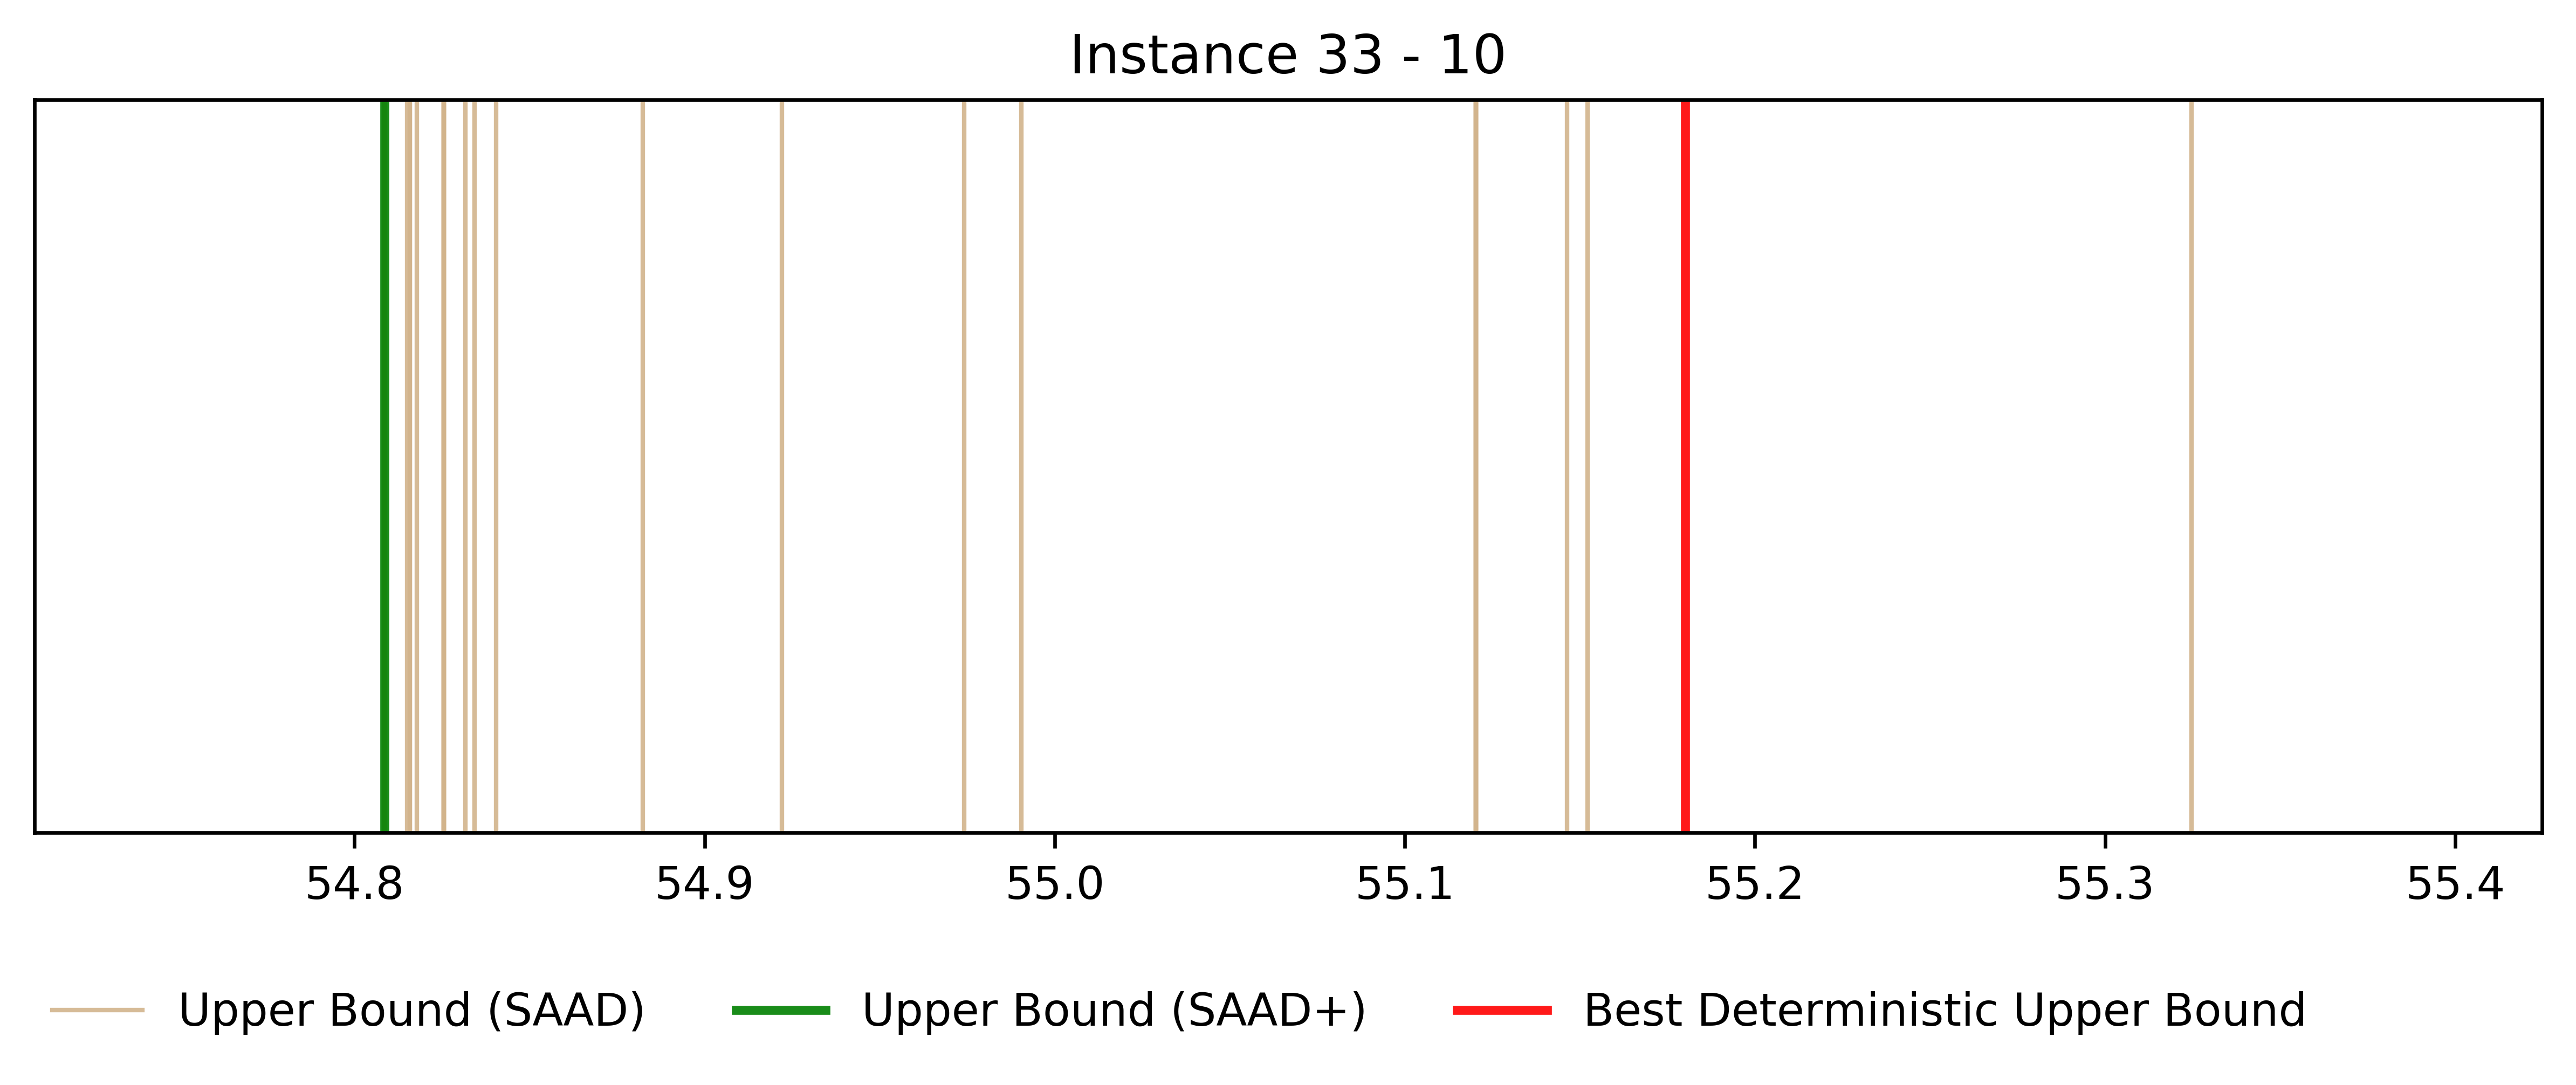 Instance 33 - 10
54.8 54.9 55.0 55.1 55.2 55.3 55.4
Upper Bound (SAAD) Upper Bound (SAAD+) Best Deterministic Upper Bound